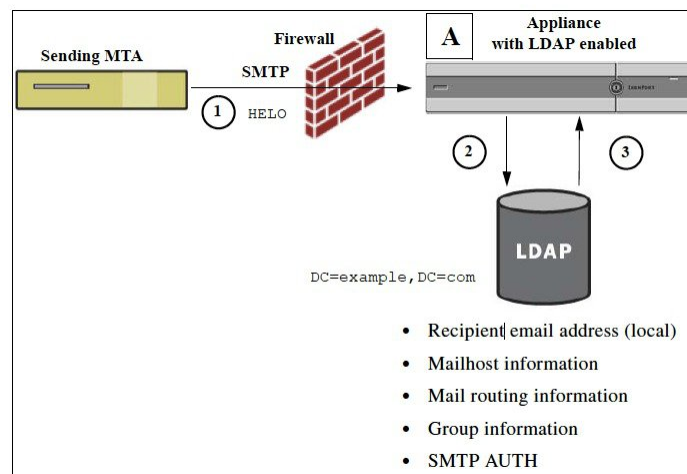 Sending MTA
Firewall
A
Appliance
with LDAP enabled
SMTP
1
HELO
IRONPORT
2
3
LDAP
DC=example,DC=com
• Recipient email address (local)
• Mailhost information
• Mail routing information
• Group information
• SMTP AUTH